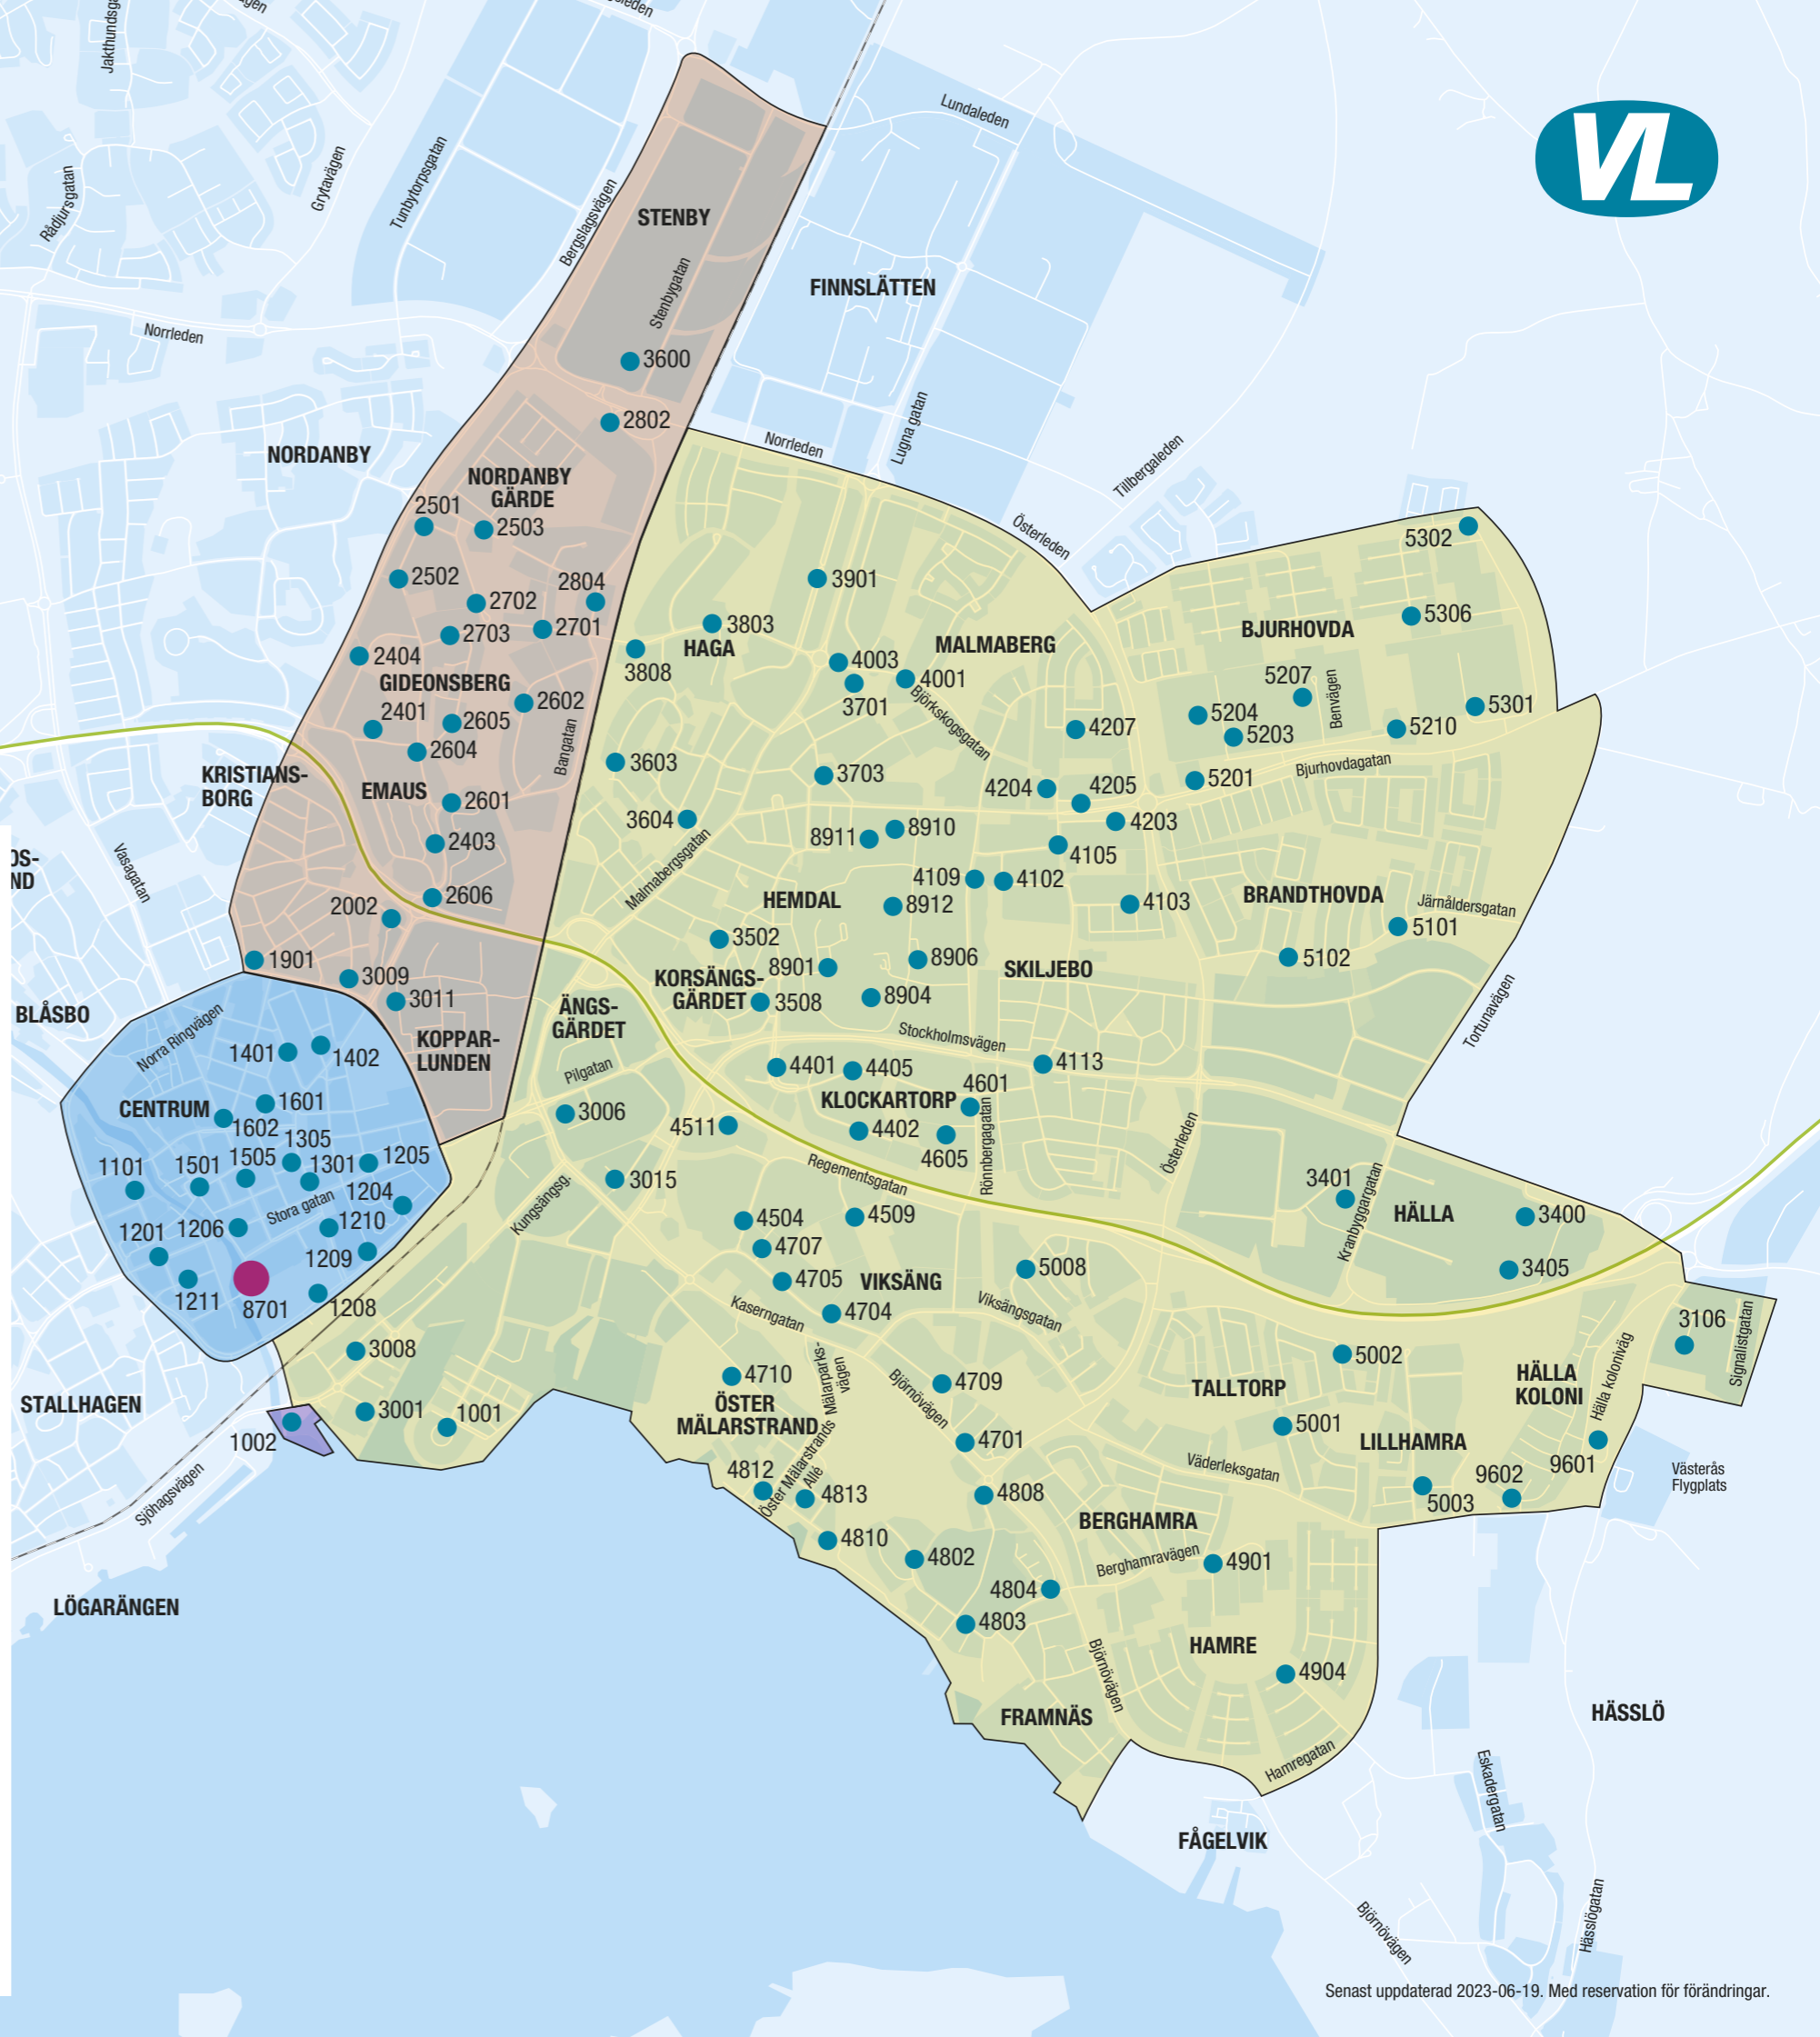 Jakthundsg
ägen
sleden
Lundaleden
VL
Rådjursgatan
Grytavägen
Tunbytorpsgatan
Bergslagsvägen
STENBY
Stenbygatan
FINNSLÄTTEN
Norrleden
3600
2802
Norrleden
Lugna gatan
Tillbergaleden
Österleden
NORDANBY
NORDANBY
GÄRDE
2501
2503
2502
2804
2702
2703
2701
2404
GIDEONSBERG
2602
2401
2605
2604
Bangatan
KRISTIANS-
BORG
EMAUS
2601
2403
2606
2002
1901
3009
3011
KOPPAR-
LUNDEN
OS-
ND
Vasagatan
BLÅSBO
3901
3803
HAGA
3808
4003
3701
4001
MALMABERG
Björkskogsgatan
3603
3604
3703
Malmabergsgatan
8911
8910
4207
4204
4205
4203
4105
4109
4102
4103
HEMDAL
8912
3502
8901
8906
KORSÄNGS-
GÄRDET
3508
8904
SKILJEBO
Stockholmsvägen
5302
5306
BJURHOVDA
5207
Benvägen
5204
5203
5210
5301
5201
Bjurhovdagatan
BRANDTHOVDA
Järnåldersgatan
5101
5102
Tortunavägen
ÄNGS-
GÄRDET
Pilgatan
3006
3015
Kungsängsg.
4401
4405
4113
4601
KLOCKARTORP
4402
4605
4511
Rönnbergagatan
Regementsgatan
Österleden
3401
Kranbyggargatan
HÄLLA
3400
3405
Norra Ringvägen
1401
1402
CENTRUM
1601
1602
1305
1505
1501
1101
1301
1205
1204
Stora gatan
1206
1210
1201
1209
1211
8701
1208
4504
4509
4707
4705
VIKSÄNG
4704
5008
Viksängsgatan
Kaserngatan
Mälarparks-
vägen
4710
4709
Björnövägen
ÖSTER
MÄLARSTRAND
4701
Öster Mälarstrands
Allé
4812
4813
4808
4810
4802
4804
4803
3008
3001
1001
1002
STALLHAGEN
Sjöhagsvägen
LÖGARÄNGEN
3106
Signalistgatan
5002
HÄLLA
KOLONI
Hälla koloniväg
TALLTORP
5001
LILLHAMRA
Väderleksgatan
5003
9602
9601
Västerås
Flygplats
BERGHAMRA
Berghamravägen
4901
HAMRE
4904
Björnövägen
FRAMNÄS
Hamregatan
HÄSSLÖ
Eskadergatan
FÅGELVIK
Björnövägen
Hässlögatan
Senast uppdaterad 2023-06-19. Med reservation för förändringar.